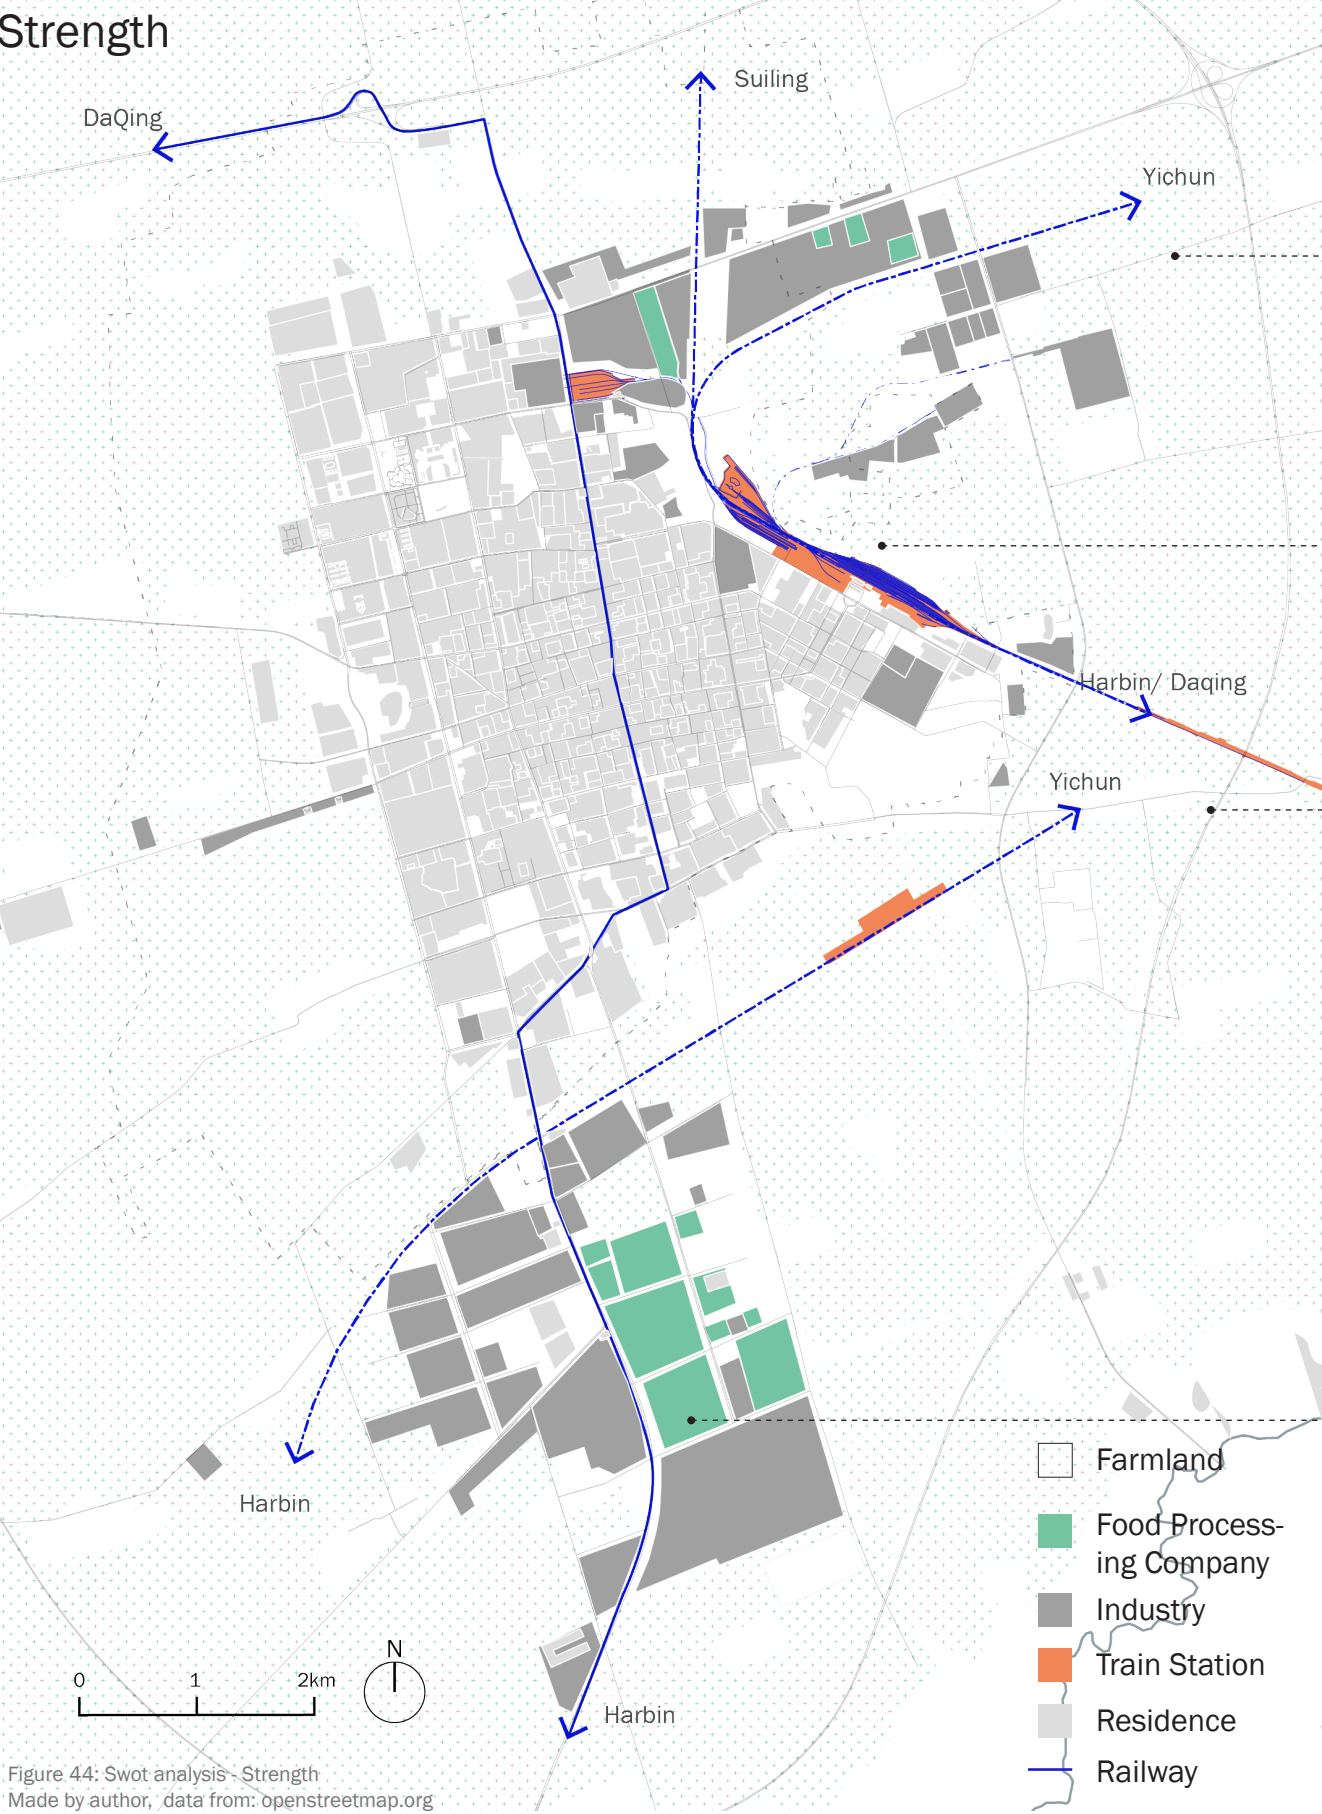 Strength
Suiling
DaQing
Yichun
Harbin/ Daqing
Yichun
Farmland
Harbin
Food Process-
ing Company
Industry
N
Train Station
0 1 2km
Harbin
Residence
Railway
Figure 44: Swot analysis - Strength
Made by author, data from: openstreetmap.org